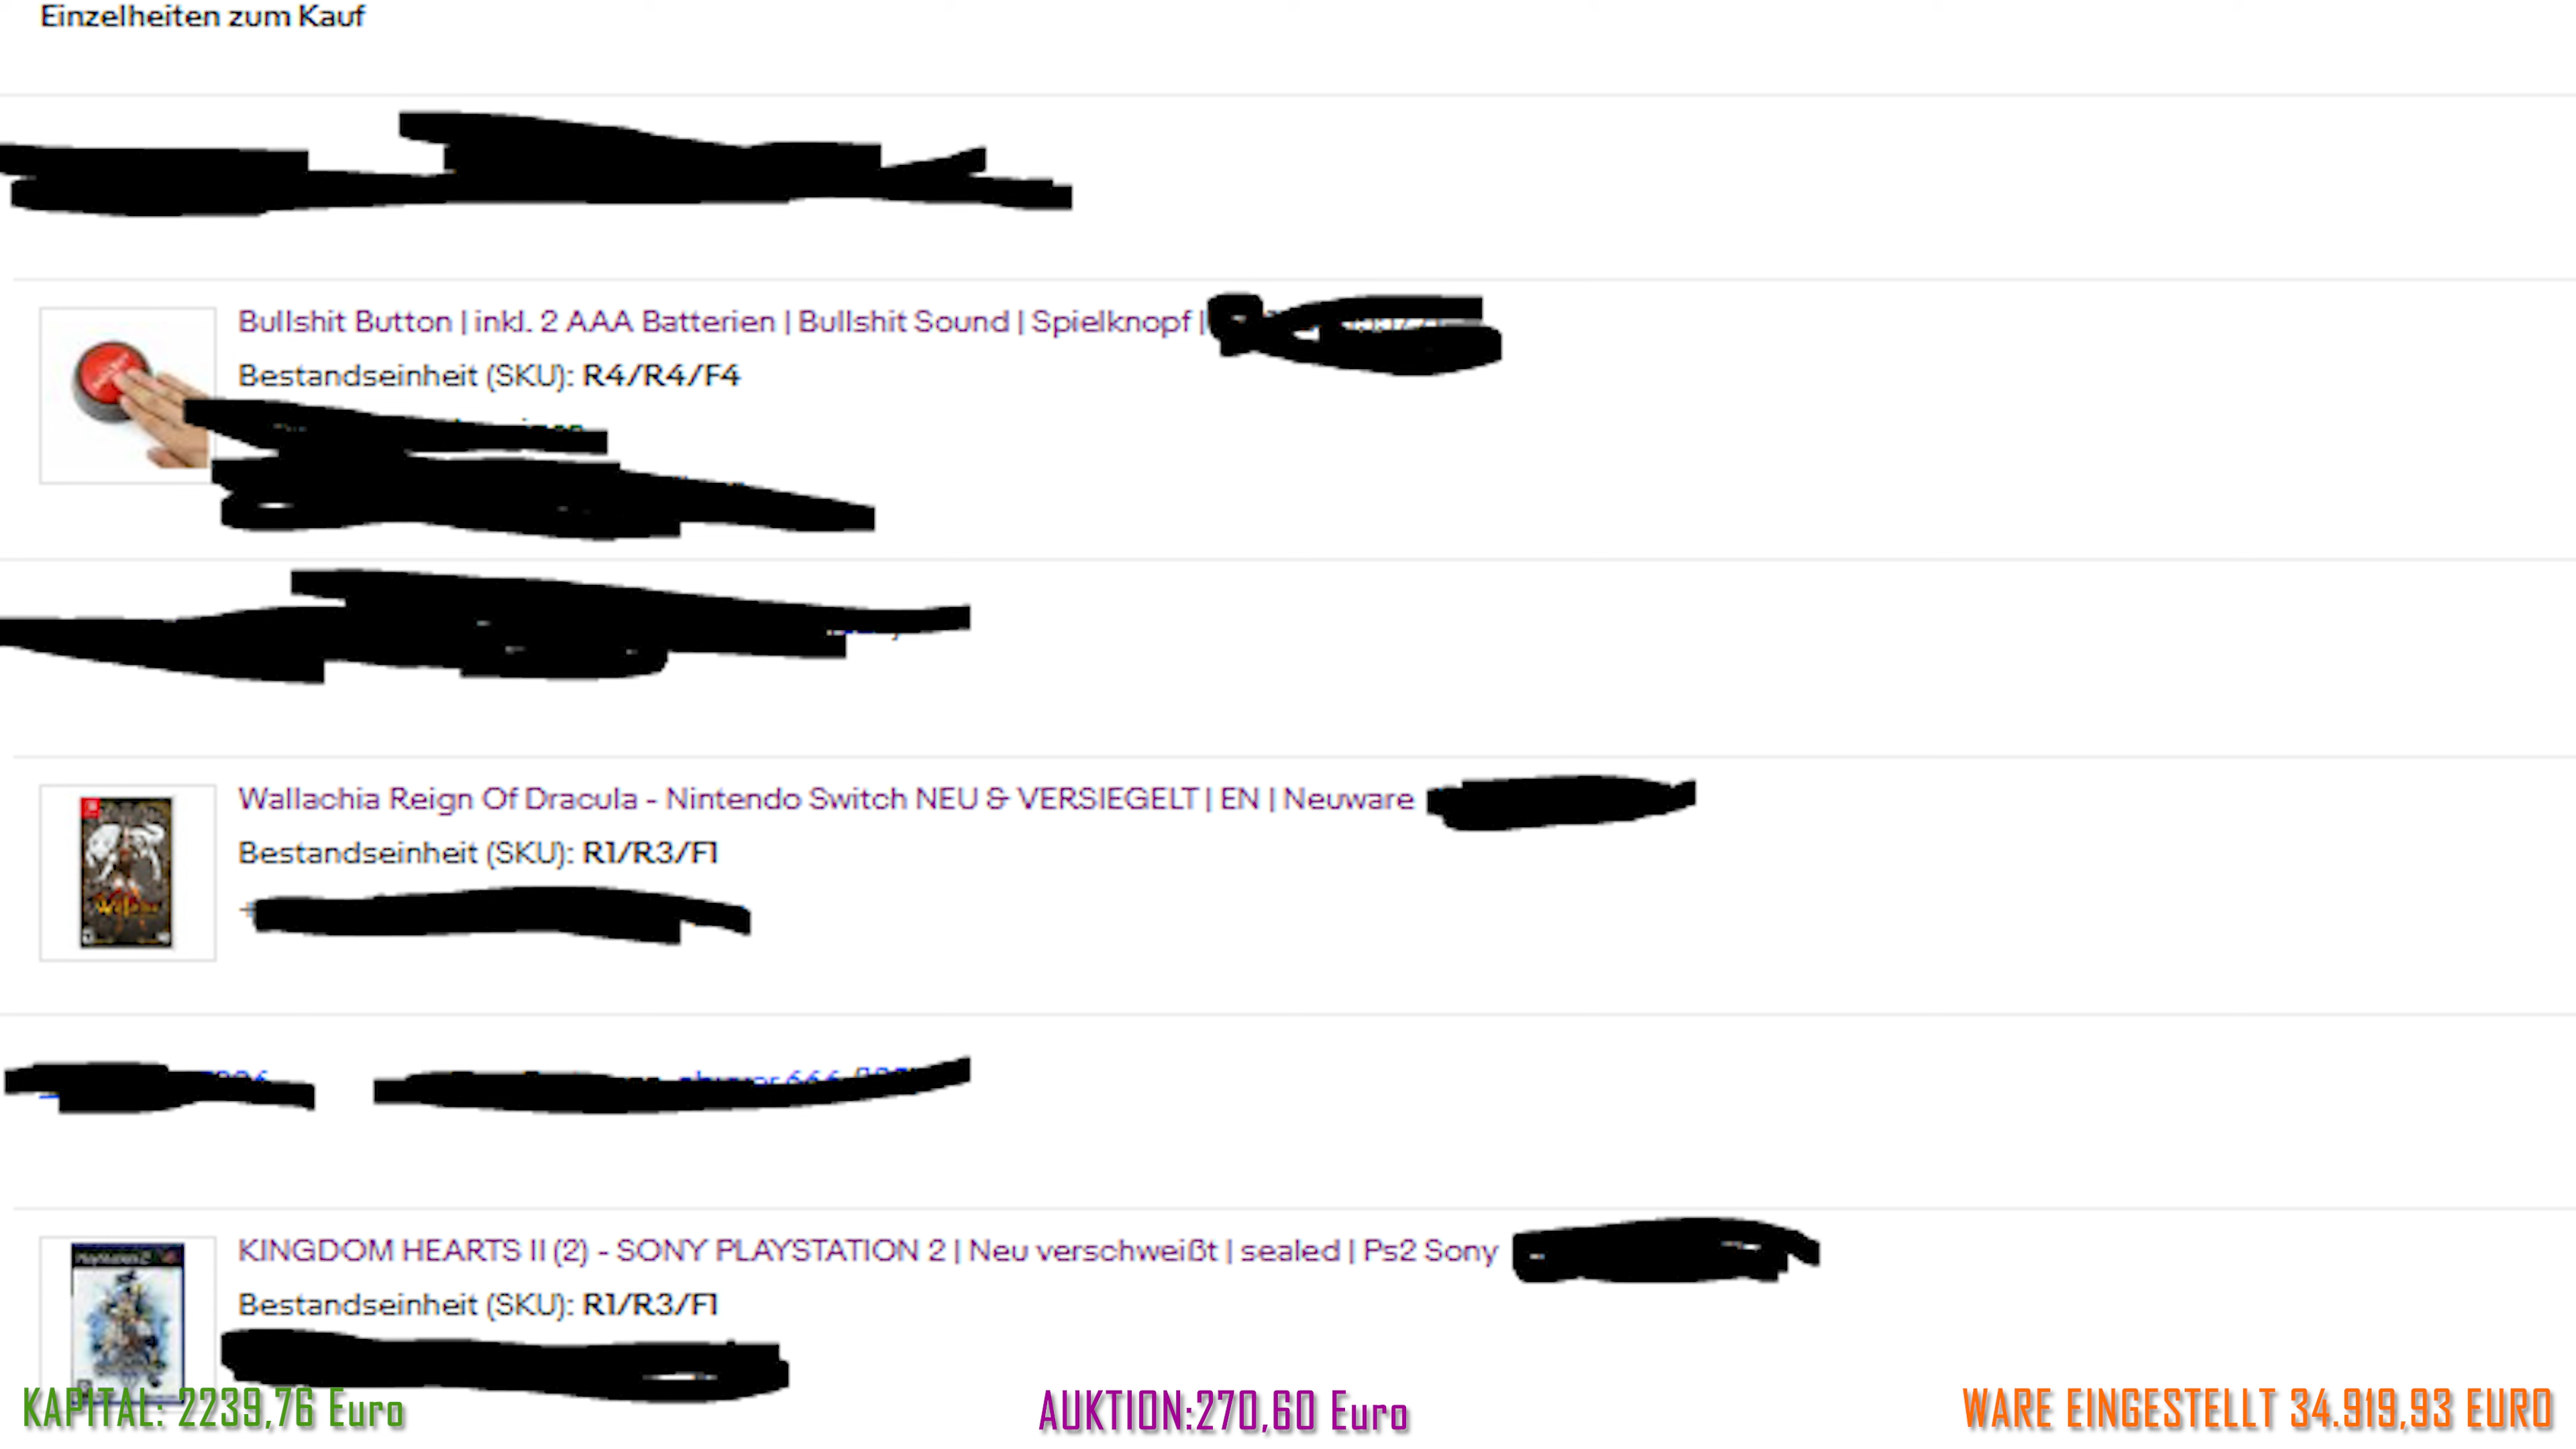 Einzelheiten zum Kauf
Bullshit Button | inkl. 2 AAA Batterien | Bullshit Sound | Spielknopf |
Bestandseinheit (SKU): R4/R4/F4
Wallachia Reign Of Dracula - Nintendo Switch NEU & VERSIEGELT | EN | Neuware
Bestandseinheit (SKU): R1/R3/F1
KINGDOM HEARTS II (2) - SONY PLAYSTATION 2 | Neu verschweißt | sealed | Ps2 Sony
Bestandseinheit (SKU): R1/R3/F1
KAPITAL: 2239,76 Euro
AUKTION:270,60 Euro
WARE EINGESTELLT 34.919,93 EURO